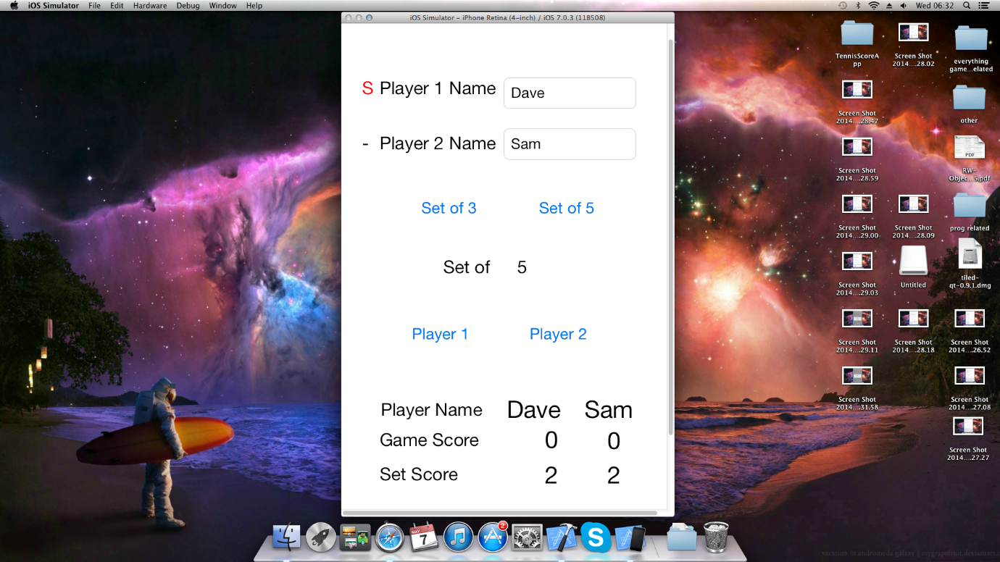 iOS Simulator File Edit Hardware Debug Window Help Wed 06:32
iOS Simulator - iPhone Retina (4-inch) / iOS 7.0.3 (11B508)
S Player 1 Name Dave
- Player 2 Name Sam
Set of 3 Set of 5
Set of 5
Player 1 Player 2
Player Name Dave Sam
Game Score 0 0
Set Score 2 2
TennisScoreA
pp
Screen Shot
2014....28.02
everything
game...elated
Screen Shot
2014....28.47
other
Screen Shot
2014....28.59
PDF
RW-
Objec...5.pdf
Screen Shot
2014....29.00
Screen Shot
2014....28.09
prog related
Screen Shot
2014....29.03
Untitled
tiled-
qt-0.9.1.dmg
Screen Shot
2014....29.11
Screen Shot
2014....28.18
Screen Shot
2014....26.52
Screen Shot
2014....31.58
Screen Shot
2014....27.08
Screen Shot
2014....27.27
MAY
7
2
S
vacation in andromeda galaxy || mygrapefruit.deviantart.c